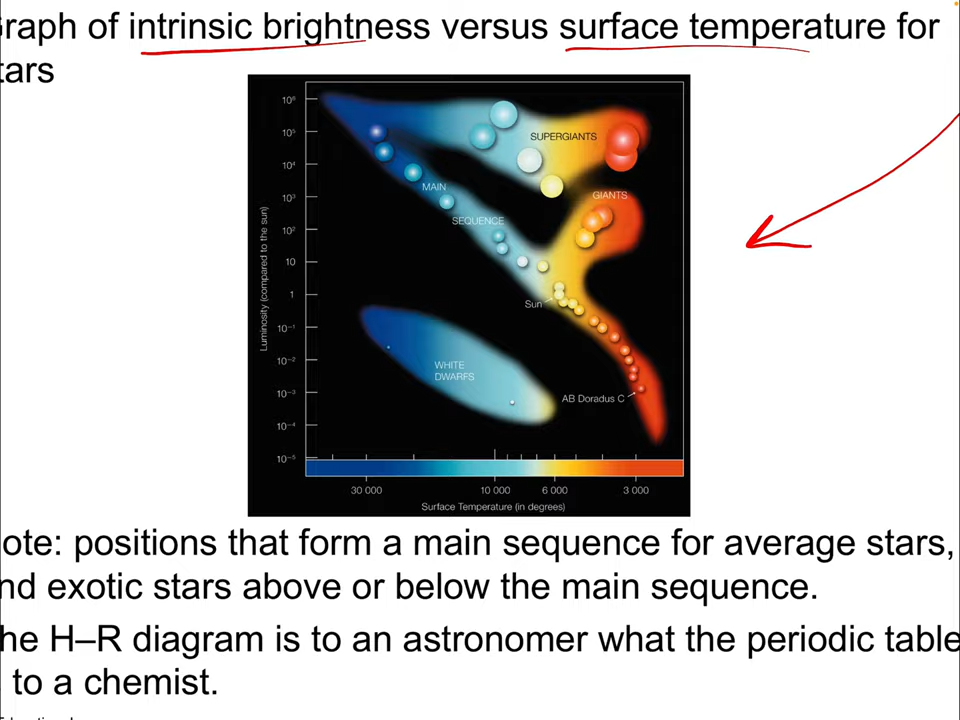 raph of intrinsic brightness versus surface temperature for
tars
10⁶
10⁵
SUPERGIANTS
10⁴
MAIN
10³
GIANTS
SEQUENCE
10²
10
1
Sun
10⁻¹
10⁻²
WHITE
DWARFS
10⁻³
AB Doradus C
10⁻⁴
10⁻⁵
Luminosity (compared to the sun)
30 000 10 000 6 000 3 000
Surface Temperature (in degrees)
ote: positions that form a main sequence for average stars,
nd exotic stars above or below the main sequence.
he H–R diagram is to an astronomer what the periodic table
to a chemist.